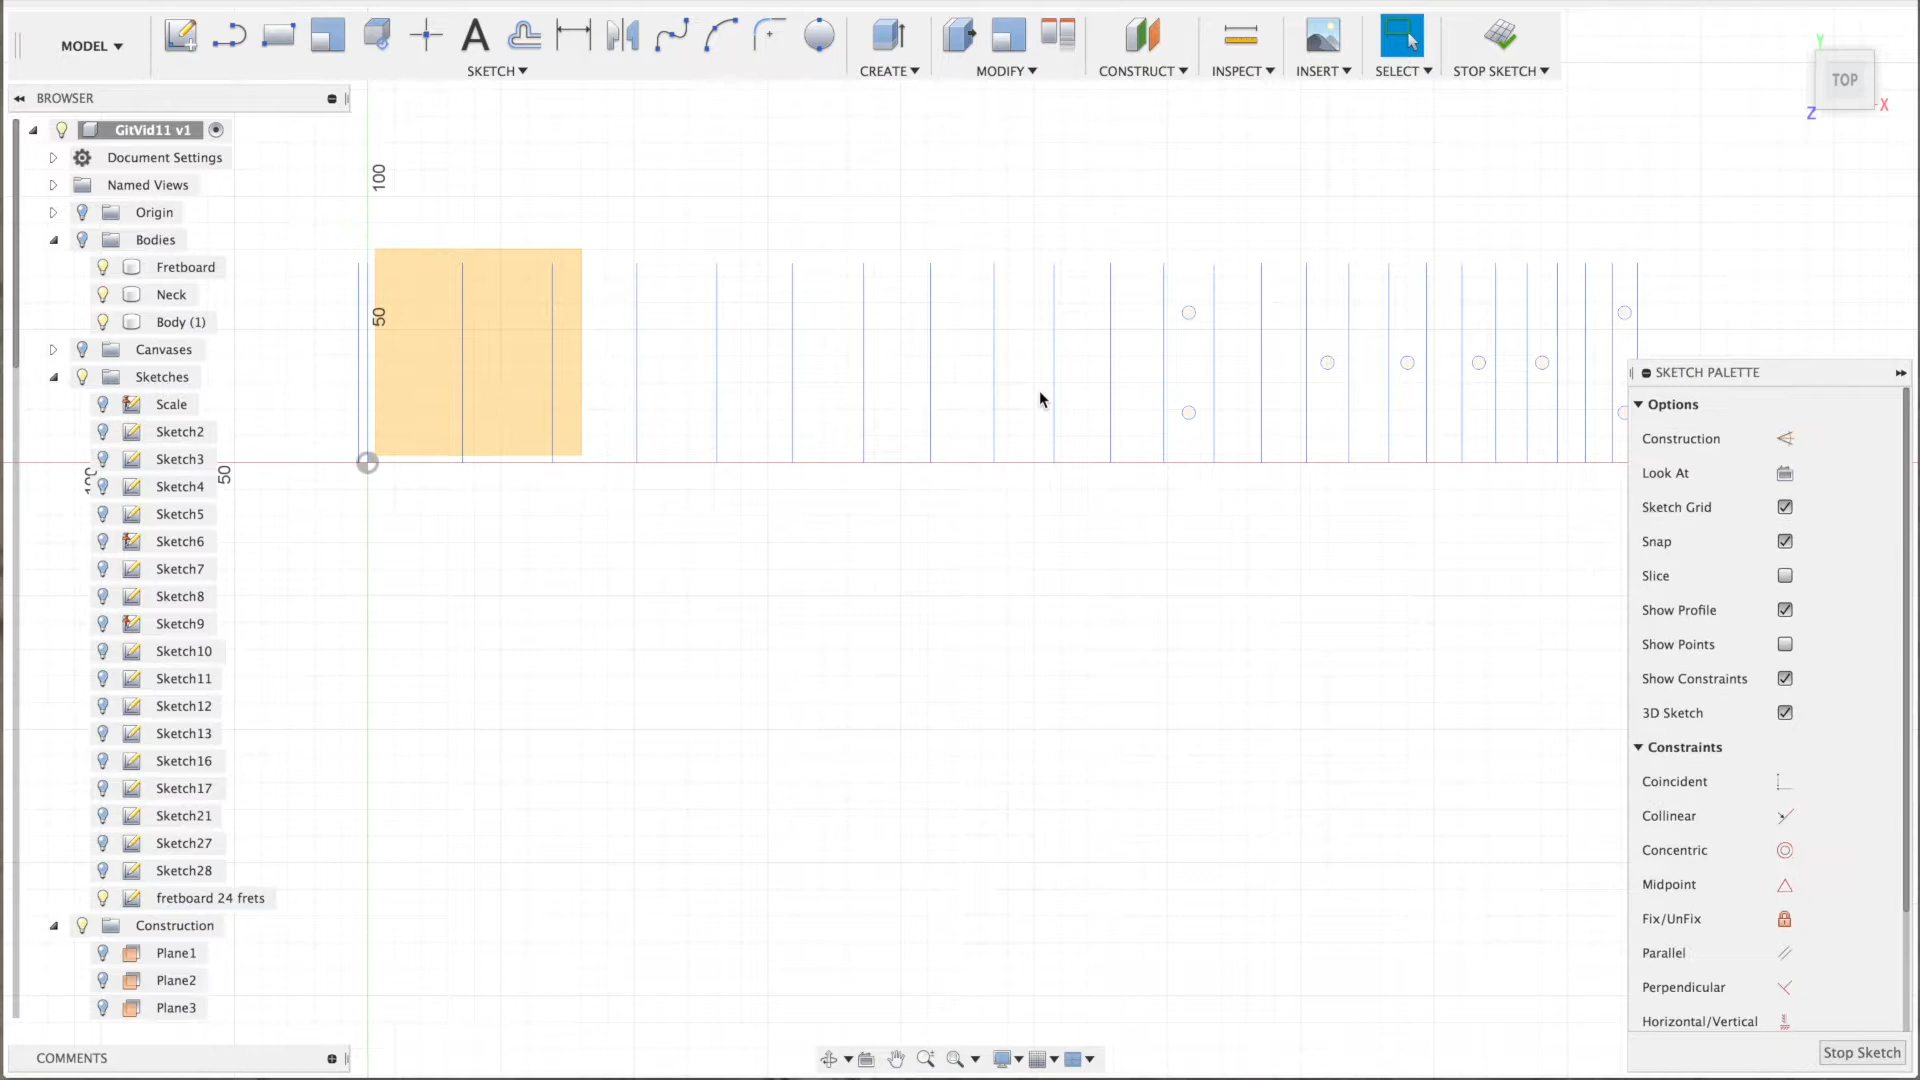 MODEL
SKETCH
CREATE
MODIFY
CONSTRUCT
INSPECT
INSERT
SELECT
STOP SKETCH
TOP
Y
X
Z
BROWSER
GitVid11 v1
Document Settings
Named Views
Origin
Bodies
Fretboard
Neck
Body (1)
Canvases
Sketches
Scale
Sketch2
Sketch3
Sketch4
Sketch5
Sketch6
Sketch7
Sketch8
Sketch9
Sketch10
Sketch11
Sketch12
Sketch13
Sketch16
Sketch17
Sketch21
Sketch27
Sketch28
fretboard 24 frets
Construction
Plane1
Plane2
Plane3
100
50
100
50
SKETCH PALETTE
Options
Construction
Look At
Sketch Grid
Snap
Slice
Show Profile
Show Points
Show Constraints
3D Sketch
Constraints
Coincident
Collinear
Concentric
Midpoint
Fix/UnFix
Parallel
Perpendicular
Horizontal/Vertical
Stop Sketch
COMMENTS